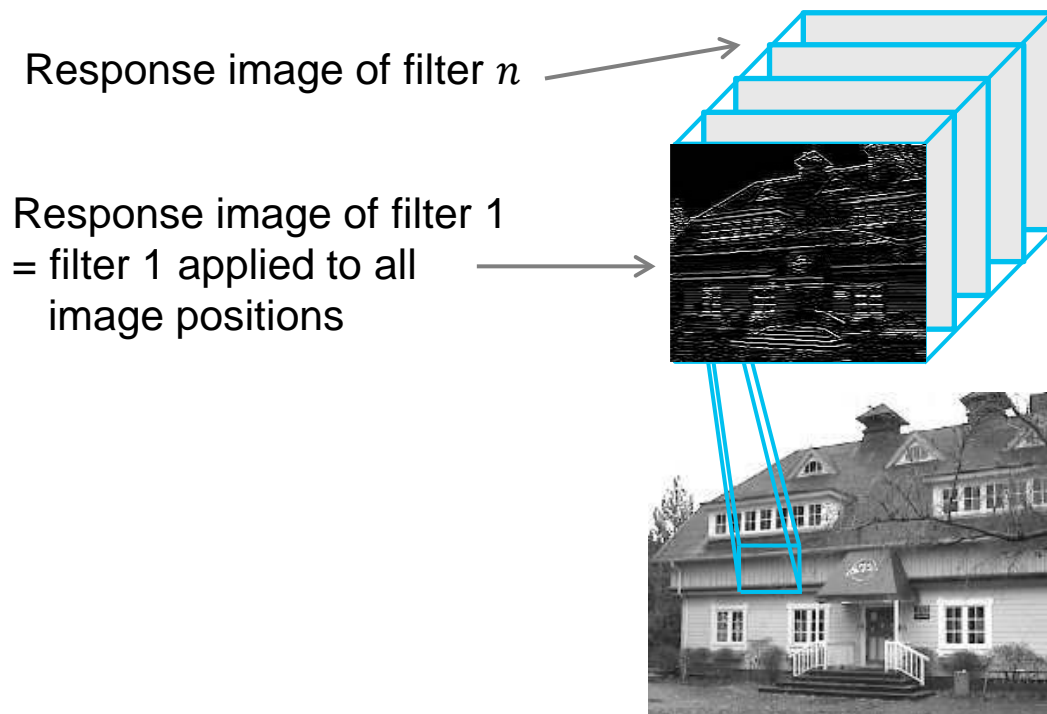 Response image of filter n
Response image of filter 1
= filter 1 applied to all
image positions